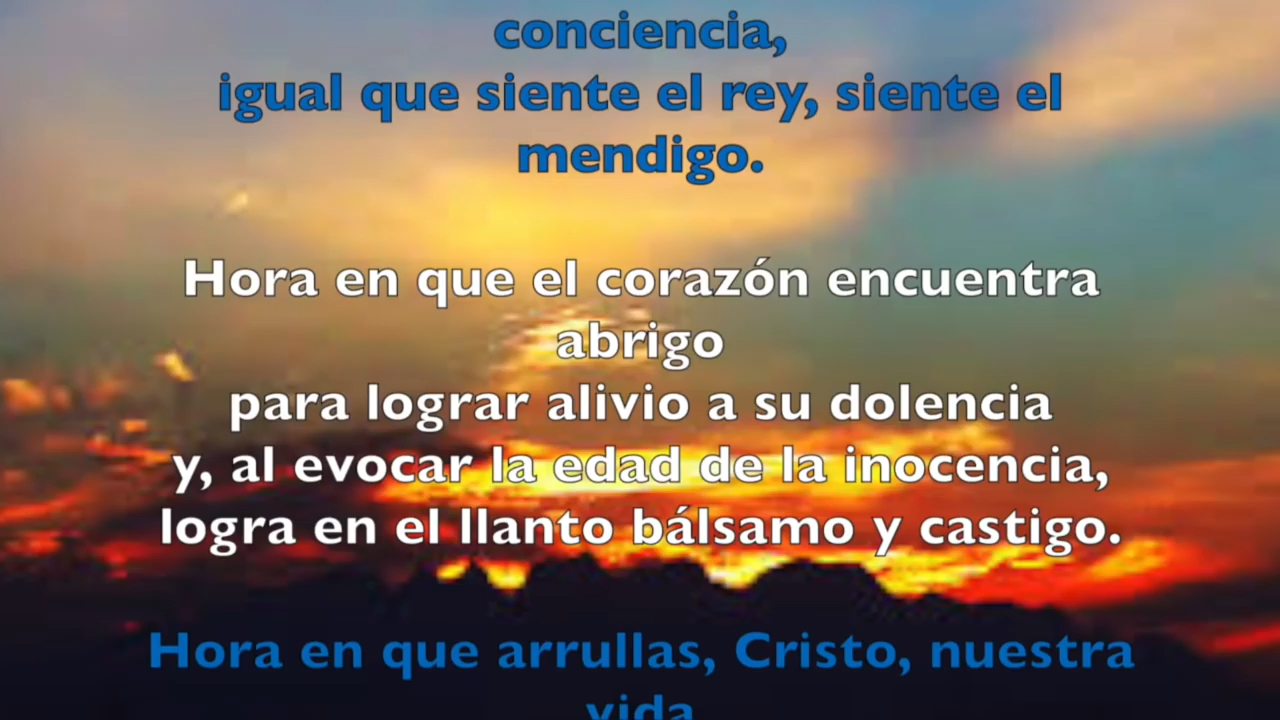 conciencia,
igual que siente el rey, siente el
mendigo.
Hora en que el corazón encuentra
abrigo
para lograr alivio a su dolencia
y, al evocar la edad de la inocencia,
logra en el llanto bálsamo y castigo.
Hora en que arrullas, Cristo, nuestra
vida